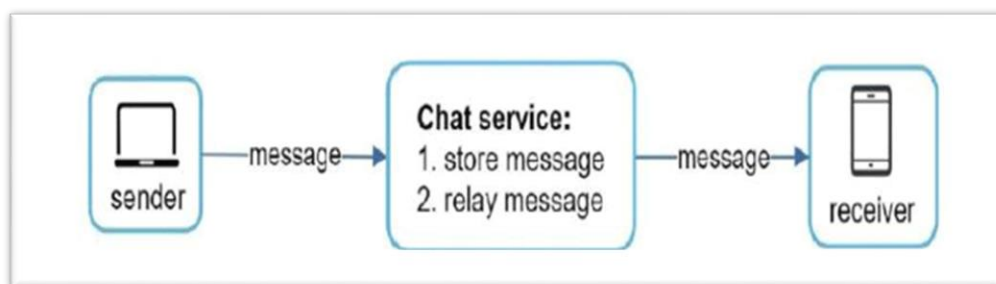 sender
message
Chat service:
1. store message
2. relay message
message
receiver